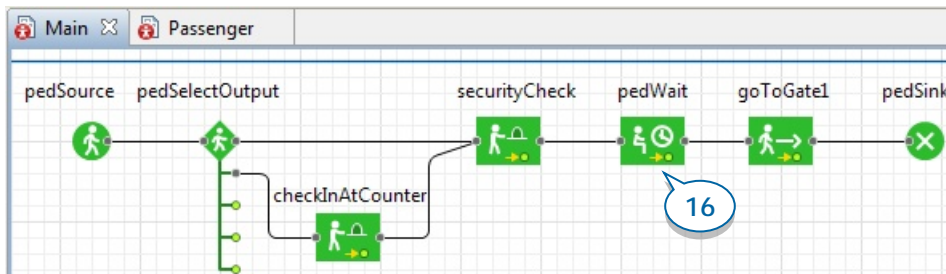 Main Passenger
pedSource pedSelectOutput securityCheck pedWait goToGate1 pedSink
checkInAtCounter
16